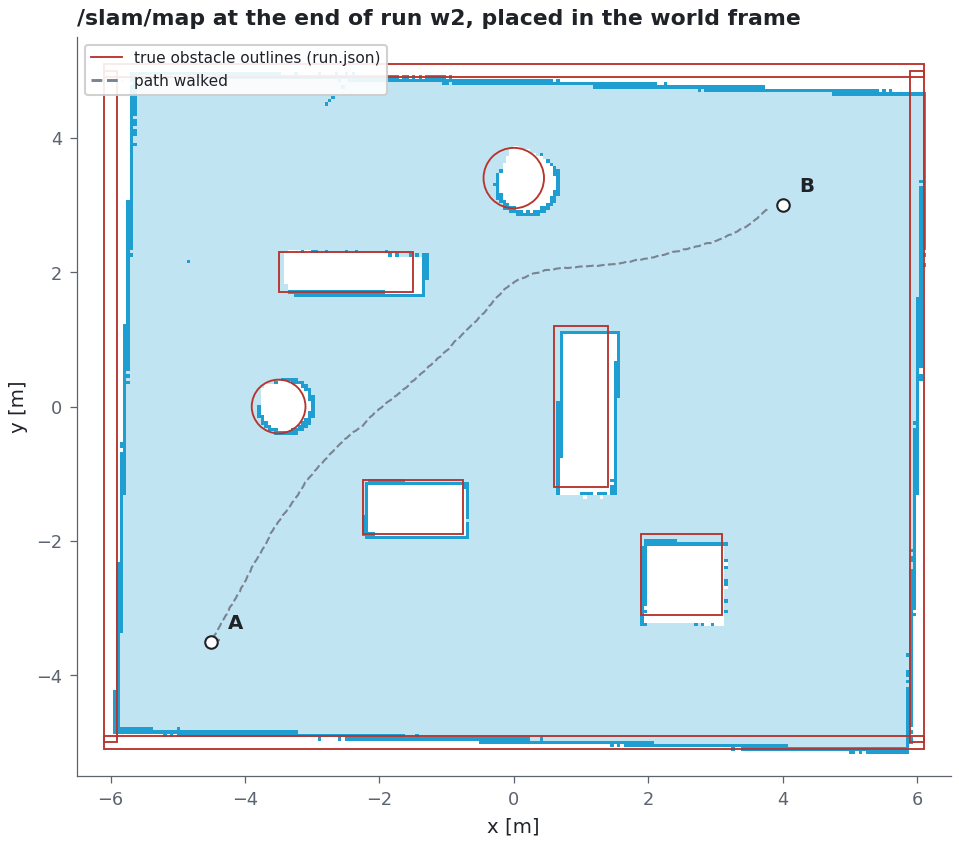 /slam/map at the end of run w2, placed in the world frame
true obstacle outlines (run.json)
path walked
4
2
0
−2
−4
y [m]
B
A
−6
−4
−2
0
2
4
6
x [m]